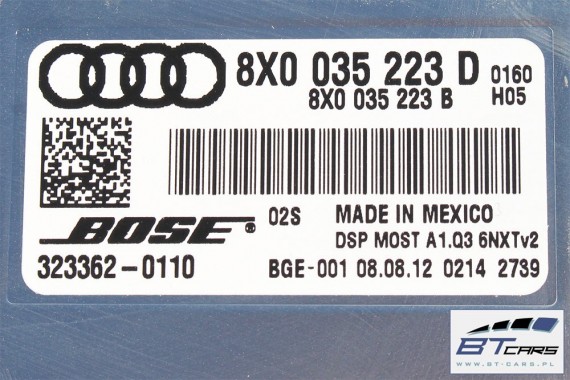 8X0 035 223 D 0160
8X0 035 223 B H05
BOSE 02S MADE IN MEXICO
DSP MOST A1.Q3 6NXTv2
323362-0110 BGE-001 08.08.12 0214 2739
BTCARS
WWW.BT-CARS.PL